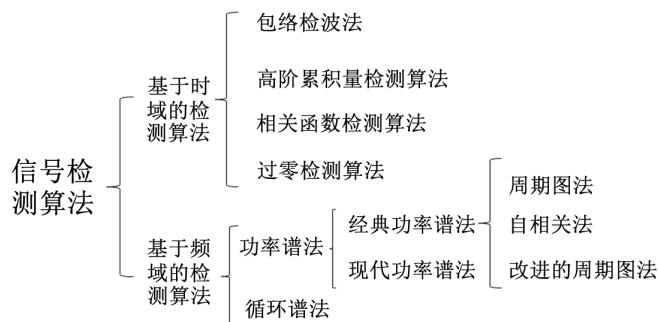 信号检
测算法
基于时
域的检
测算法
包络检波法
高阶累积量检测算法
相关函数检测算法
过零检测算法
基于频
域的检
测算法
功率谱法
经典功率谱法
周期图法
自相关法
改进的周期图法
现代功率谱法
循环谱法